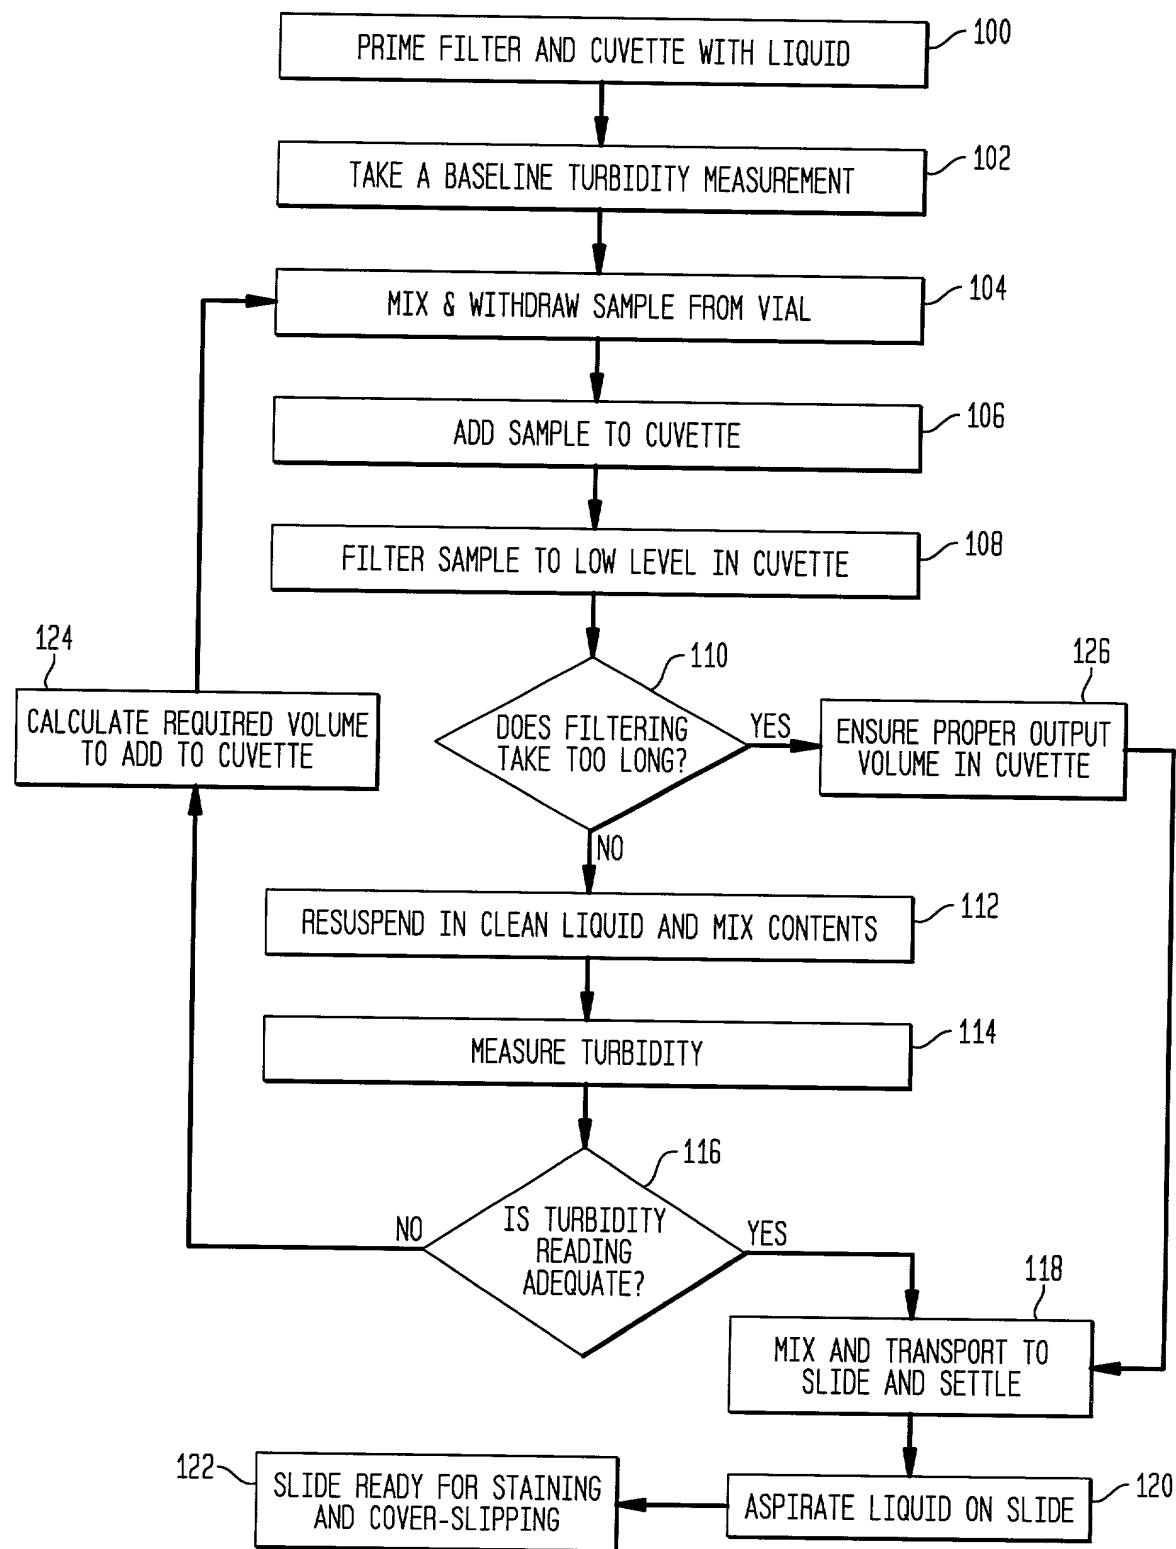 PRIME FILTER AND CUVETTE WITH LIQUID
100
TAKE A BASELINE TURBIDITY MEASUREMENT
102
MIX & WITHDRAW SAMPLE FROM VIAL
104
ADD SAMPLE TO CUVETTE
106
FILTER SAMPLE TO LOW LEVEL IN CUVETTE
108
110
DOES FILTERING
TAKE TOO LONG?
YES
NO
126
ENSURE PROPER OUTPUT
VOLUME IN CUVETTE
124
CALCULATE REQUIRED VOLUME
TO ADD TO CUVETTE
RESUSPEND IN CLEAN LIQUID AND MIX CONTENTS
112
MEASURE TURBIDITY
114
116
IS TURBIDITY
READING
ADEQUATE?
NO
YES
118
MIX AND TRANSPORT TO
SLIDE AND SETTLE
ASPIRATE LIQUID ON SLIDE
120
122
SLIDE READY FOR STAINING
AND COVER-SLIPPING